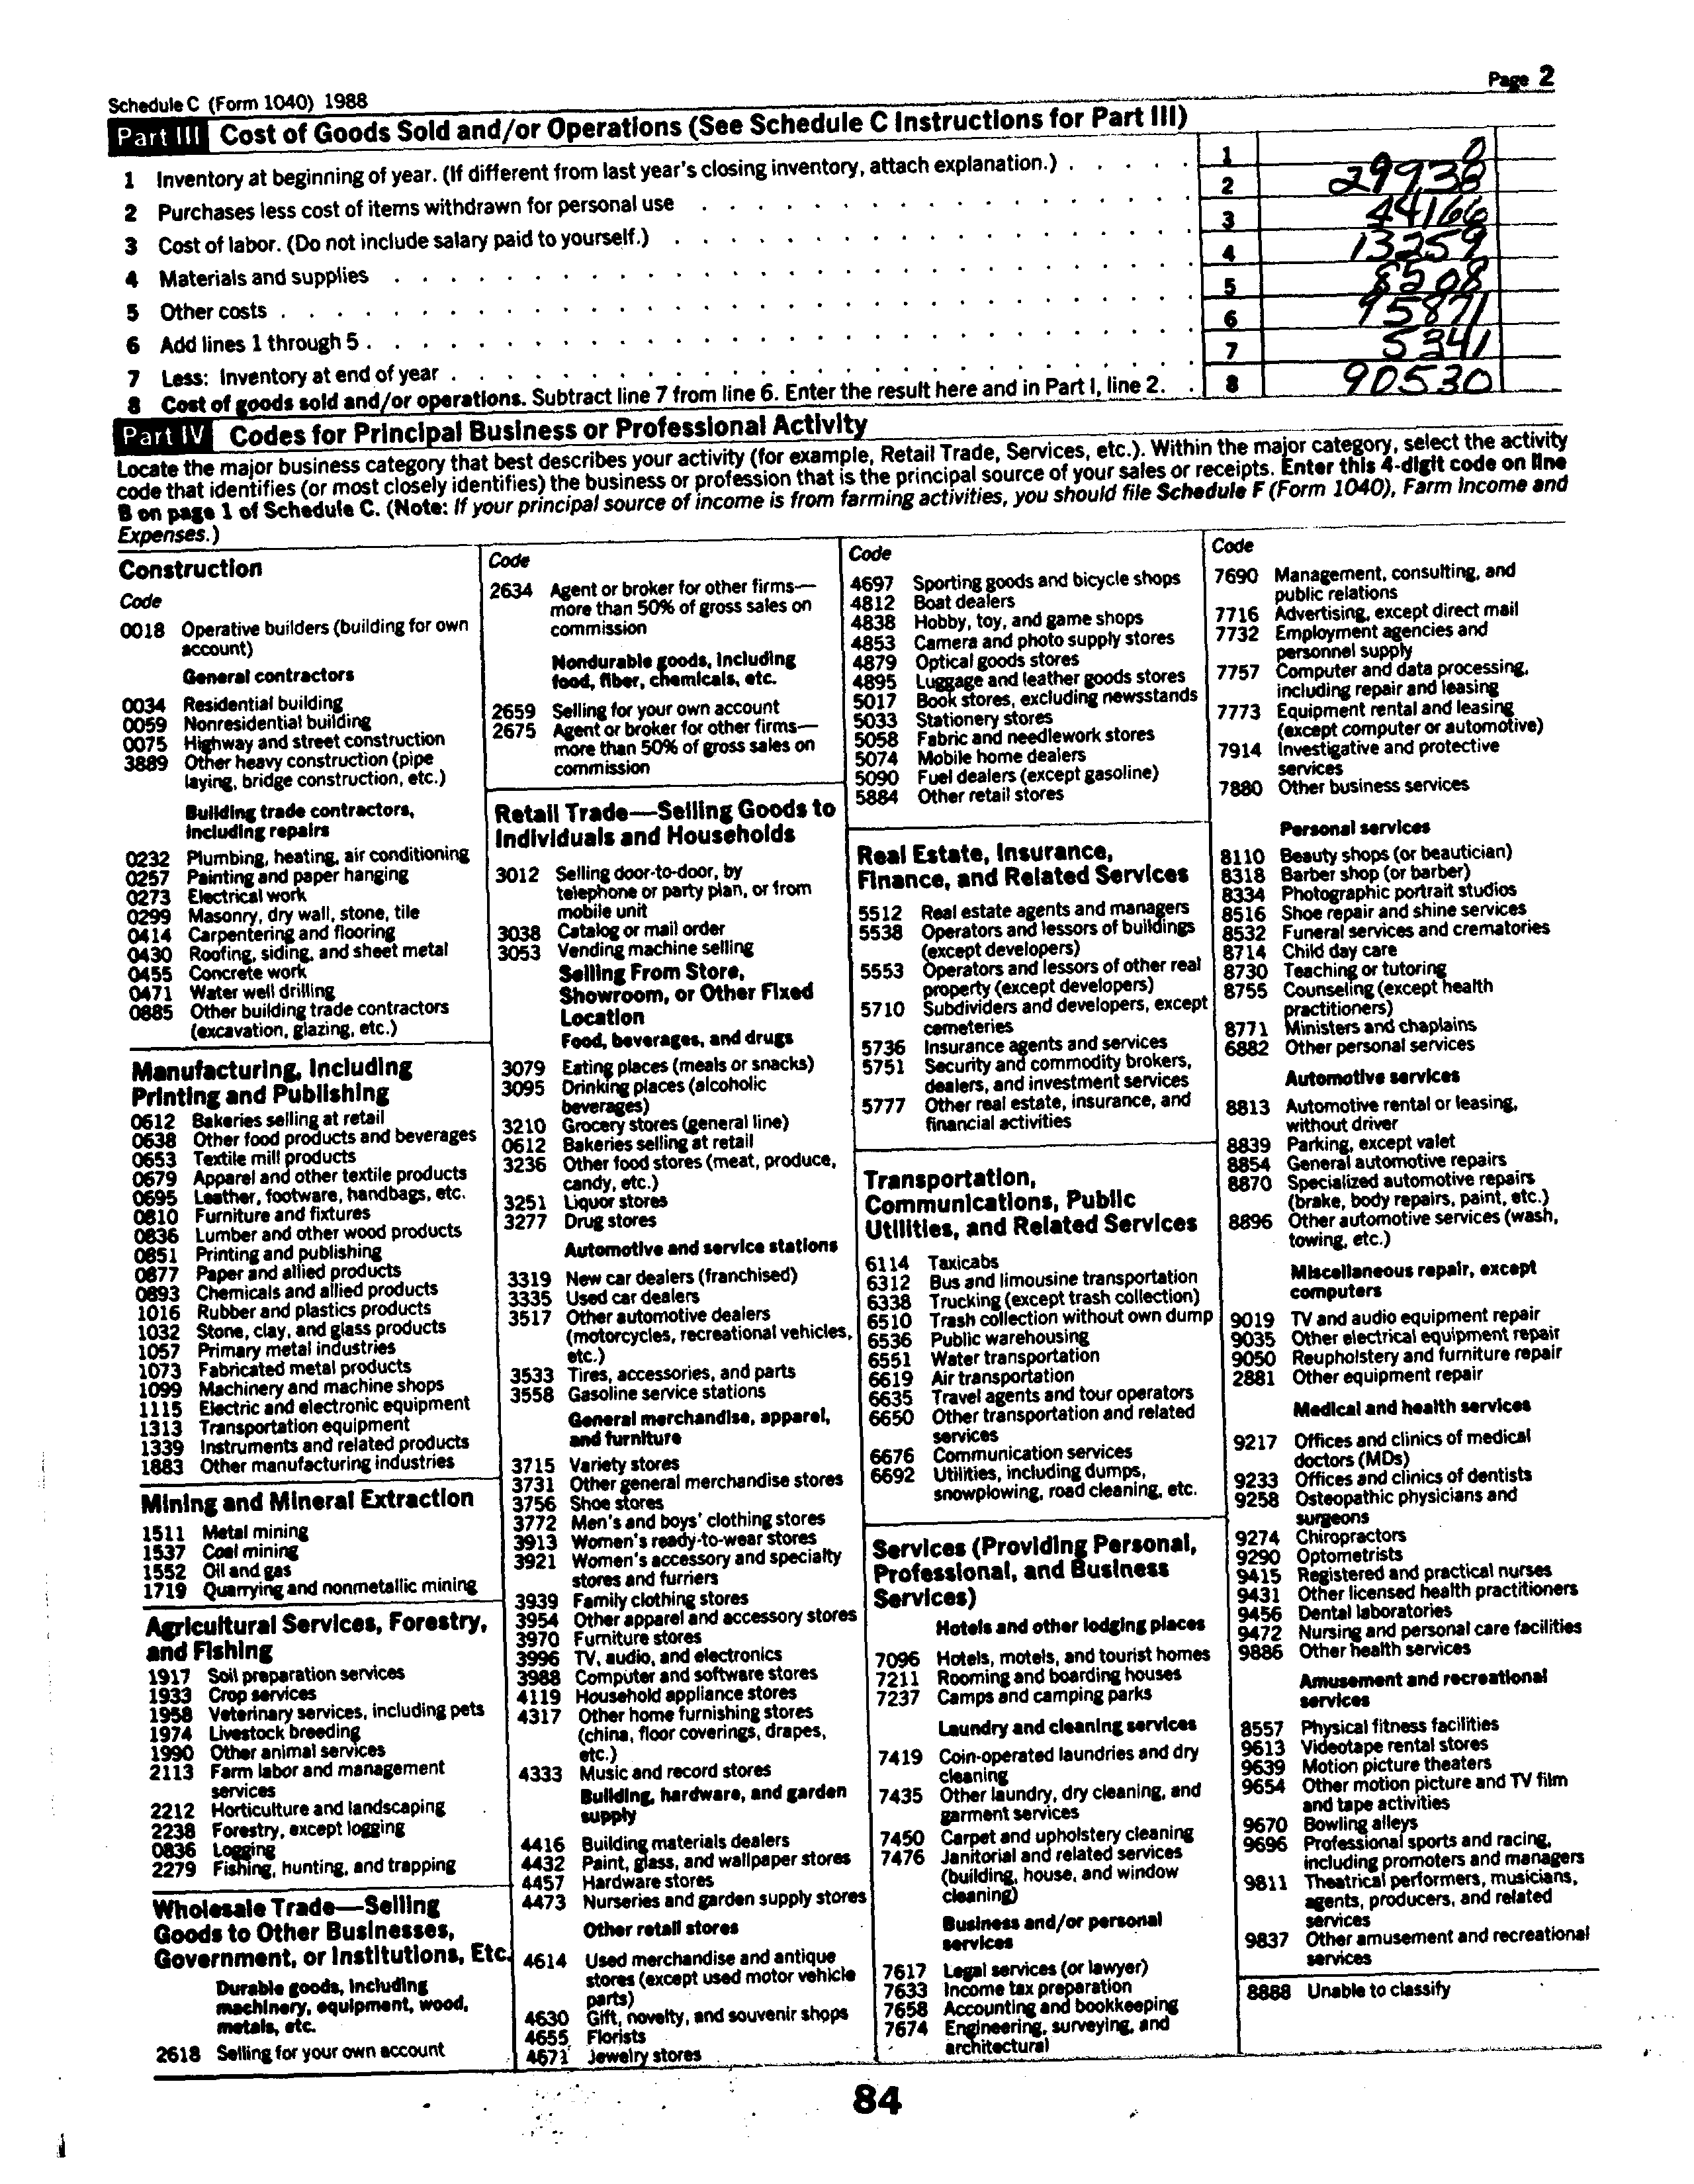 Schedule C (Form 1040) 1988
Page 2
Part III Cost of Goods Sold and/or Operations (See Schedule C Instructions for Part III)
1 Inventory at beginning of year. (If different from last year's closing inventory, attach explanation.) 1 0
2 Purchases less cost of items withdrawn for personal use 2 29938
3 Cost of labor. (Do not include salary paid to yourself.) 3 44166
4 Materials and supplies 4 13259
5 Other costs 5 8508
6 Add lines 1 through 5 6 95871
7 Less: Inventory at end of year 7 5341
8 Cost of goods sold and/or operations. Subtract line 7 from line 6. Enter the result here and in Part I, line 2. 8 90530
Part IV Codes for Principal Business or Professional Activity
Locate the major business category that best describes your activity (for example, Retail Trade, Services, etc.). Within the major category, select the activity
code that identifies (or most closely identifies) the business or profession that is the principal source of your sales or receipts. Enter this 4-digit code on line
B on page 1 of Schedule C. (Note: If your principal source of income is from farming activities, you should file Schedule F (Form 1040), Farm Income and
Expenses.)
Construction
Code
0018 Operative builders (building for own
account)
General contractors
0034 Residential building
0059 Nonresidential building
0075 Highway and street construction
3889 Other heavy construction (pipe
laying, bridge construction, etc.)
Building trade contractors,
including repairs
0232 Plumbing, heating, air conditioning
0257 Painting and paper hanging
0273 Electrical work
0299 Masonry, dry wall, stone, tile
0414 Carpentering and flooring
0430 Roofing, siding, and sheet metal
0455 Concrete work
0471 Water well drilling
0885 Other building trade contractors
(excavation, glazing, etc.)
Manufacturing, Including
Printing and Publishing
0612 Bakeries selling at retail
0638 Other food products and beverages
0653 Textile mill products
0679 Apparel and other textile products
0695 Leather, footware, handbags, etc.
0810 Furniture and fixtures
0836 Lumber and other wood products
0851 Printing and publishing
0877 Paper and allied products
0893 Chemicals and allied products
1016 Rubber and plastics products
1032 Stone, clay, and glass products
1057 Primary metal industries
1073 Fabricated metal products
1099 Machinery and machine shops
1115 Electric and electronic equipment
1313 Transportation equipment
1339 Instruments and related products
1883 Other manufacturing industries
Mining and Mineral Extraction
1511 Metal mining
1537 Coal mining
1552 Oil and gas
1719 Quarrying and nonmetallic mining
Agricultural Services, Forestry,
and Fishing
1917 Soil preparation services
1933 Crop services
1958 Veterinary services, including pets
1974 Livestock breeding
1990 Other animal services
2113 Farm labor and management
services
2212 Horticulture and landscaping
2238 Forestry, except logging
0836 Logging
2279 Fishing, hunting, and trapping
Wholesale Trade—Selling
Goods to Other Businesses,
Government, or Institutions, Etc.
Durable goods, including
machinery, equipment, wood,
metals, etc.
2618 Selling for your own account
Code
2634 Agent or broker for other firms—
more than 50% of gross sales on
commission
Nondurable goods, including
food, fiber, chemicals, etc.
2659 Selling for your own account
2675 Agent or broker for other firms—
more than 50% of gross sales on
commission
Retail Trade—Selling Goods to
Individuals and Households
3012 Selling door-to-door, by
telephone or party plan, or from
mobile unit
3038 Catalog or mail order
3053 Vending machine selling
Selling From Store,
Showroom, or Other Fixed
Location
Food, beverages, and drugs
3079 Eating places (meals or snacks)
3095 Drinking places (alcoholic
beverages)
3210 Grocery stores (general line)
0612 Bakeries selling at retail
3236 Other food stores (meat, produce,
candy, etc.)
3251 Liquor stores
3277 Drug stores
Automotive and service stations
3319 New car dealers (franchised)
3335 Used car dealers
3517 Other automotive dealers
(motorcycles, recreational vehicles,
etc.)
3533 Tires, accessories, and parts
3558 Gasoline service stations
General merchandise, apparel,
and furniture
3715 Variety stores
3731 Other general merchandise stores
3756 Shoe stores
3772 Men's and boys' clothing stores
3913 Women's ready-to-wear stores
3921 Women's accessory and specialty
stores and furriers
3939 Family clothing stores
3954 Other apparel and accessory stores
3970 Furniture stores
3996 TV, audio, and electronics
3988 Computer and software stores
4119 Household appliance stores
4317 Other home furnishing stores
(china, floor coverings, drapes,
etc.)
4333 Music and record stores
Building, hardware, and garden
supply
4416 Building materials dealers
4432 Paint, glass, and wallpaper stores
4457 Hardware stores
4473 Nurseries and garden supply stores
Other retail stores
4614 Used merchandise and antique
stores (except used motor vehicle
parts)
4630 Gift, novelty, and souvenir shops
4655 Florists
4671 Jewelry stores
Code
4697 Sporting goods and bicycle shops
4812 Boat dealers
4838 Hobby, toy, and game shops
4853 Camera and photo supply stores
4879 Optical goods stores
4895 Luggage and leather goods stores
5017 Book stores, excluding newsstands
5033 Stationery stores
5058 Fabric and needlework stores
5074 Mobile home dealers
5090 Fuel dealers (except gasoline)
5884 Other retail stores
Real Estate, Insurance,
Finance, and Related Services
5512 Real estate agents and managers
5538 Operators and lessors of buildings
(except developers)
5553 Operators and lessors of other real
property (except developers)
5710 Subdividers and developers, except
cemeteries
5736 Insurance agents and services
5751 Security and commodity brokers,
dealers, and investment services
5777 Other real estate, insurance, and
financial activities
Transportation,
Communications, Public
Utilities, and Related Services
6114 Taxicabs
6312 Bus and limousine transportation
6338 Trucking (except trash collection)
6510 Trash collection without own dump
6536 Public warehousing
6551 Water transportation
6619 Air transportation
6635 Travel agents and tour operators
6650 Other transportation and related
services
6676 Communication services
6692 Utilities, including dumps,
snowplowing, road cleaning, etc.
Services (Providing Personal,
Professional, and Business
Services)
Hotels and other lodging places
7096 Hotels, motels, and tourist homes
7211 Rooming and boarding houses
7237 Camps and camping parks
Laundry and cleaning services
7419 Coin-operated laundries and dry
cleaning
7435 Other laundry, dry cleaning, and
garment services
7450 Carpet and upholstery cleaning
7476 Janitorial and related services
(building, house, and window
cleaning)
Business and/or personal
services
7617 Legal services (or lawyer)
7633 Income tax preparation
7658 Accounting and bookkeeping
7674 Engineering, surveying, and
architectural
Code
7690 Management, consulting, and
public relations
7716 Advertising, except direct mail
7732 Employment agencies and
personnel supply
7757 Computer and data processing,
including repair and leasing
7773 Equipment rental and leasing
(except computer or automotive)
7914 Investigative and protective
services
7880 Other business services
Personal services
8110 Beauty shops (or beautician)
8318 Barber shop (or barber)
8334 Photographic portrait studios
8516 Shoe repair and shine services
8532 Funeral services and crematories
8714 Child day care
8730 Teaching or tutoring
8755 Counseling (except health
practitioners)
8771 Ministers and chaplains
6882 Other personal services
Automotive services
8813 Automotive rental or leasing,
without driver
8839 Parking, except valet
8854 General automotive repairs
8870 Specialized automotive repairs
(brake, body repairs, paint, etc.)
8896 Other automotive services (wash,
towing, etc.)
Miscellaneous repair, except
computers
9019 TV and audio equipment repair
9035 Other electrical equipment repair
9050 Reupholstery and furniture repair
2881 Other equipment repair
Medical and health services
9217 Offices and clinics of medical
doctors (MDs)
9233 Offices and clinics of dentists
9258 Osteopathic physicians and
surgeons
9274 Chiropractors
9290 Optometrists
9415 Registered and practical nurses
9431 Other licensed health practitioners
9456 Dental laboratories
9472 Nursing and personal care facilities
9886 Other health services
Amusement and recreational
services
8557 Physical fitness facilities
9613 Videotape rental stores
9639 Motion picture theaters
9654 Other motion picture and TV film
and tape activities
9670 Bowling alleys
9696 Professional sports and racing,
including promoters and managers
9811 Theatrical performers, musicians,
agents, producers, and related
services
9837 Other amusement and recreational
services
8888 Unable to classify
84